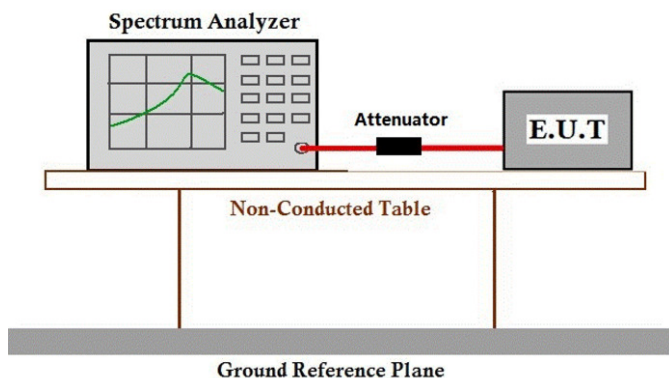 Spectrum Analyzer
Attenuator
E.U.T
Non-Conducted Table
Ground Reference Plane